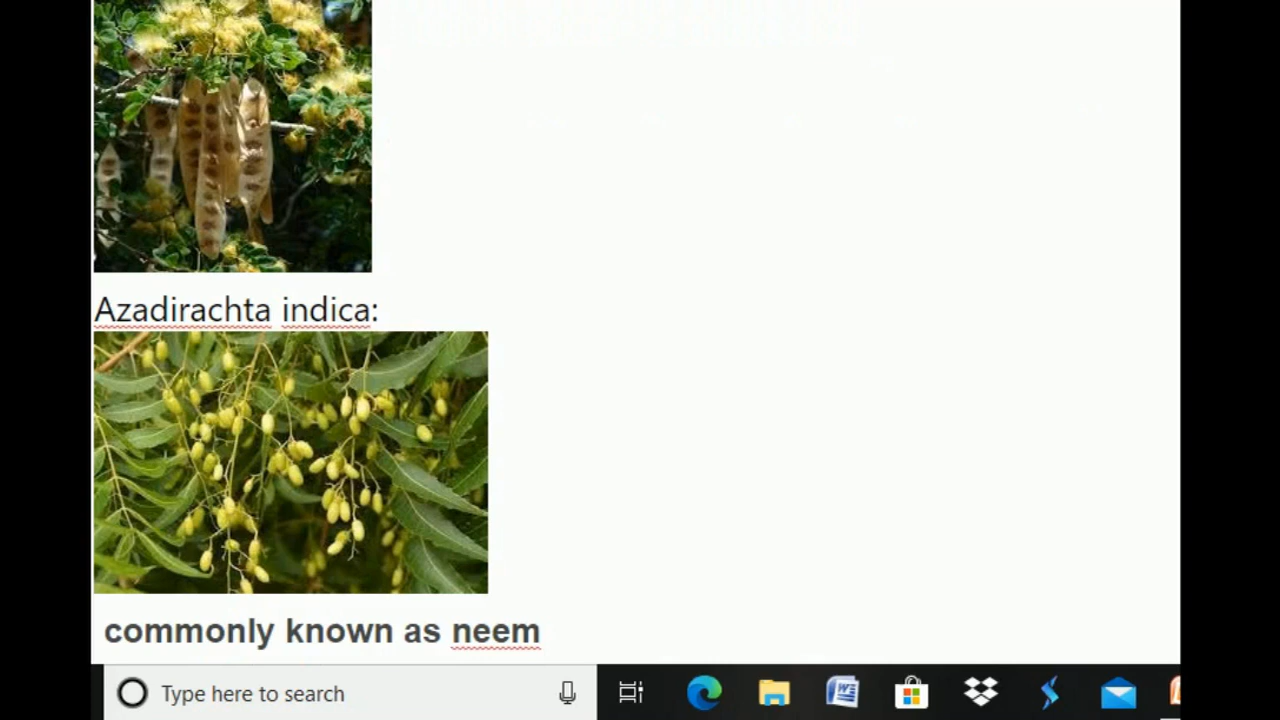 Azadirachta indica:
commonly known as neem
Type here to search